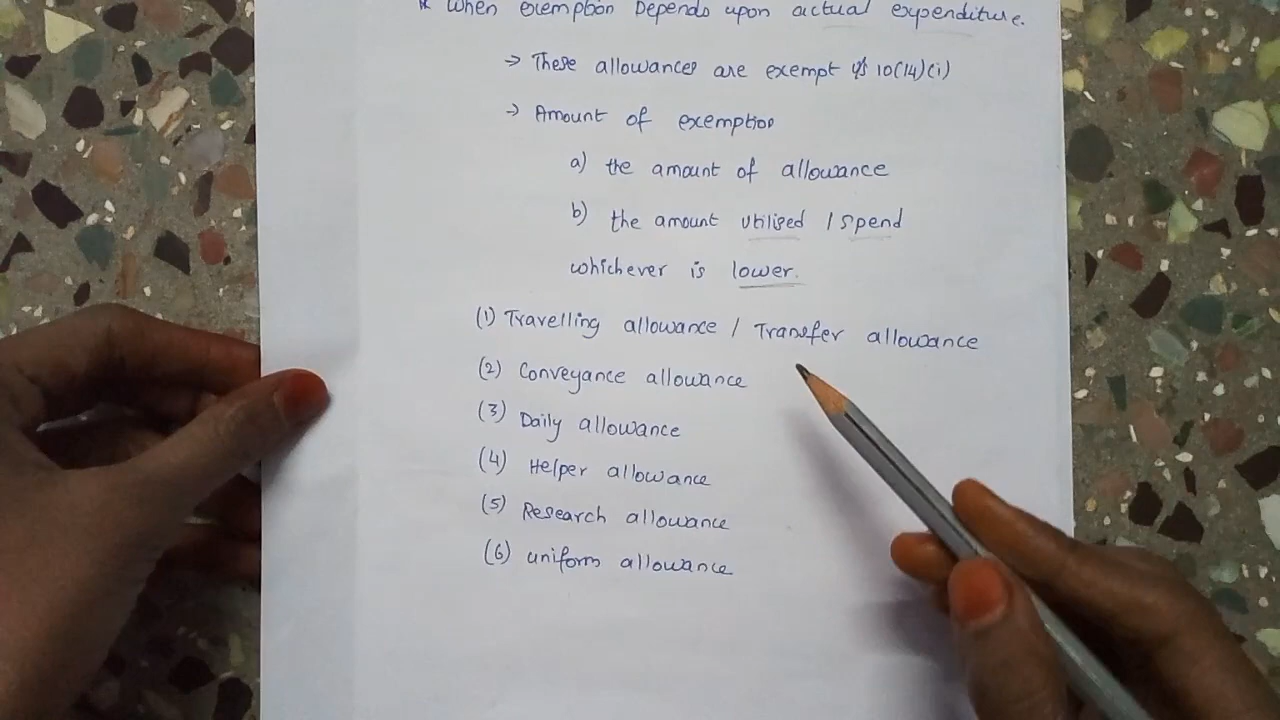 * When exemption Depends upon actual expenditure.
→ These allowances are exempt u/s 10(14)(i)
→ Amount of exemption
a) the amount of allowance
b) the amount utilised / spend
whichever is lower.
(1) Travelling allowance / Transfer allowance
(2) Conveyance allowance
(3) Daily allowance
(4) Helper allowance
(5) Research allowance
(6) uniform allowance